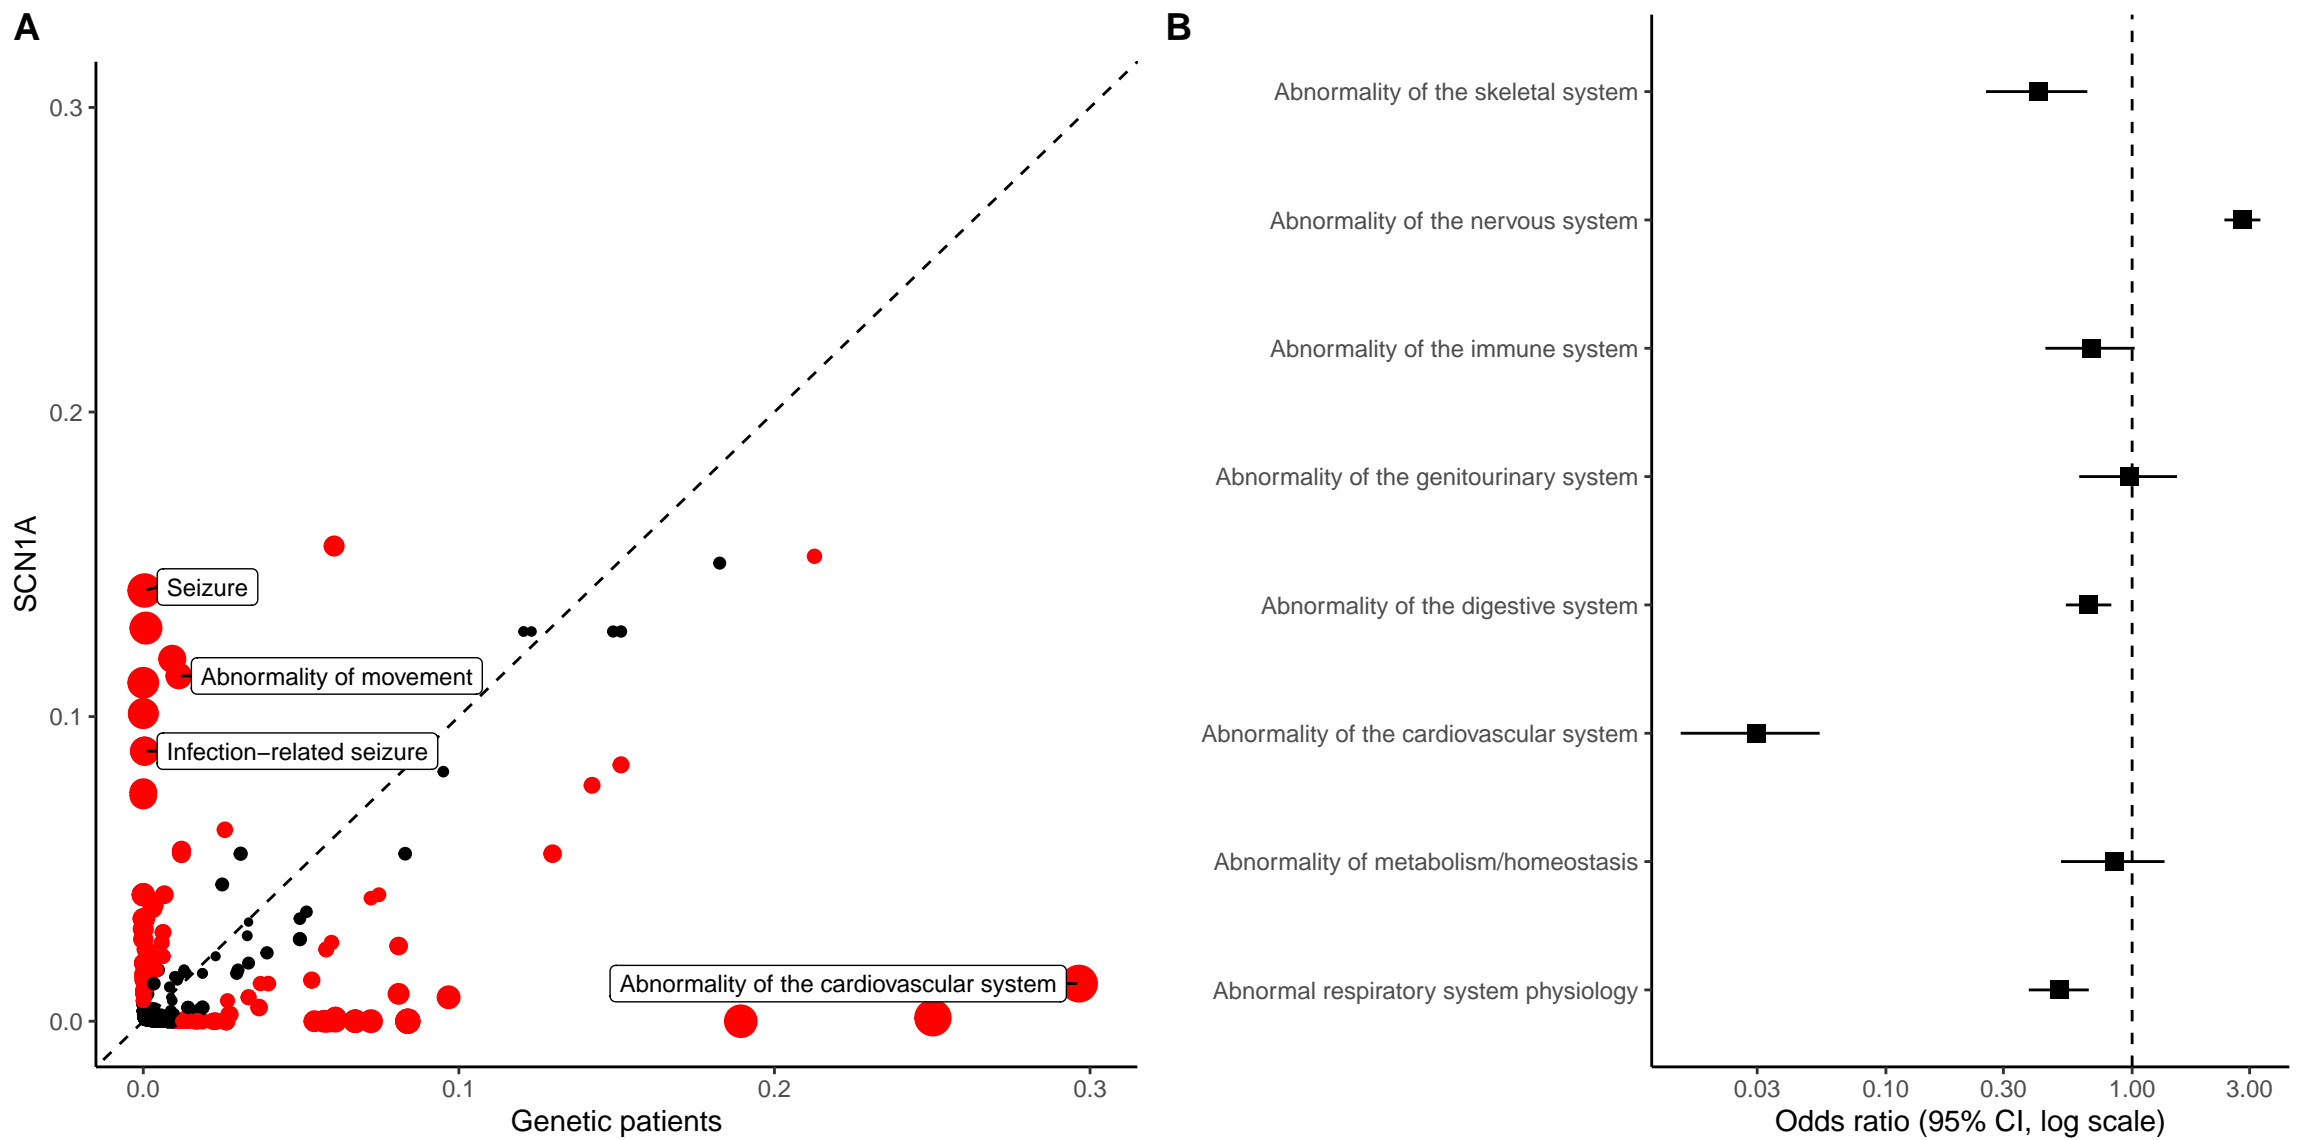 A
0.3
0.2
0.1
0.0
SCN1A
Seizure
Abnormality of movement
Infection−related seizure
Abnormality of the cardiovascular system
0.0 0.1 0.2 0.3
Genetic patients
B
Abnormality of the skeletal system
Abnormality of the nervous system
Abnormality of the immune system
Abnormality of the genitourinary system
Abnormality of the digestive system
Abnormality of the cardiovascular system
Abnormality of metabolism/homeostasis
Abnormal respiratory system physiology
0.03 0.10 0.30 1.00 3.00
Odds ratio (95% CI, log scale)